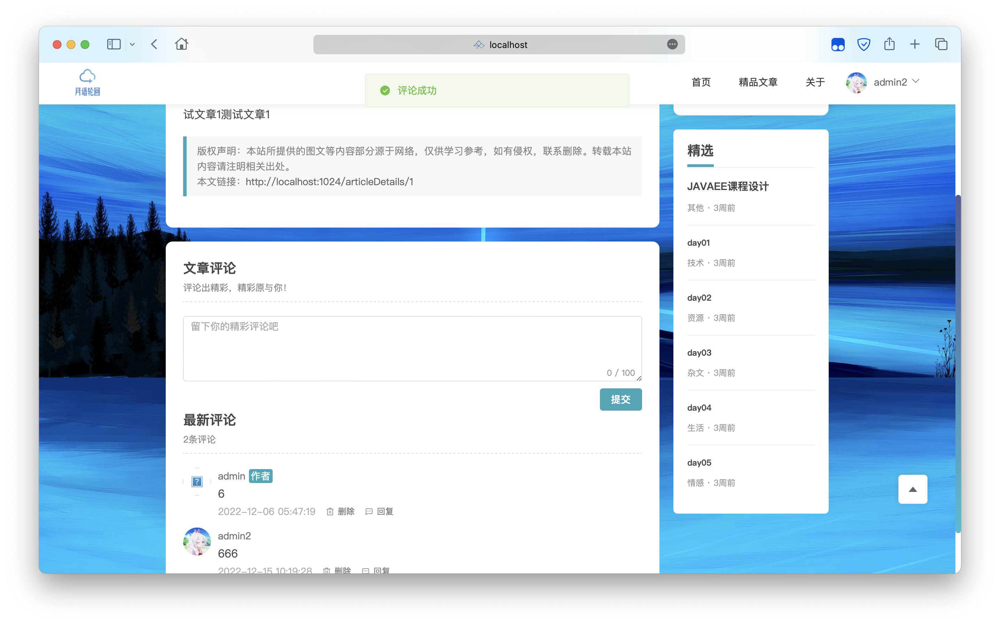 localhost
月语轮回
评论成功
首页
精品文章
关于
admin2
试文章1测试文章1
版权声明：本站所提供的图文等内容部分源于网络，仅供学习参考，如有侵权，联系删除。转载本站
内容请注明相关出处。
本文链接：http://localhost:1024/articleDetails/1
文章评论
评论出精彩，精彩原与你！
留下你的精彩评论吧
0 / 100
提交
最新评论
2条评论
admin 作者
6
2022-12-06 05:47:19 删除 回复
admin2
666
2022-12-15 10:19:28 删除 回复
精选
JAVAEE课程设计
其他 · 3周前
day01
技术 · 3周前
day02
资源 · 3周前
day03
杂文 · 3周前
day04
生活 · 3周前
day05
情感 · 3周前